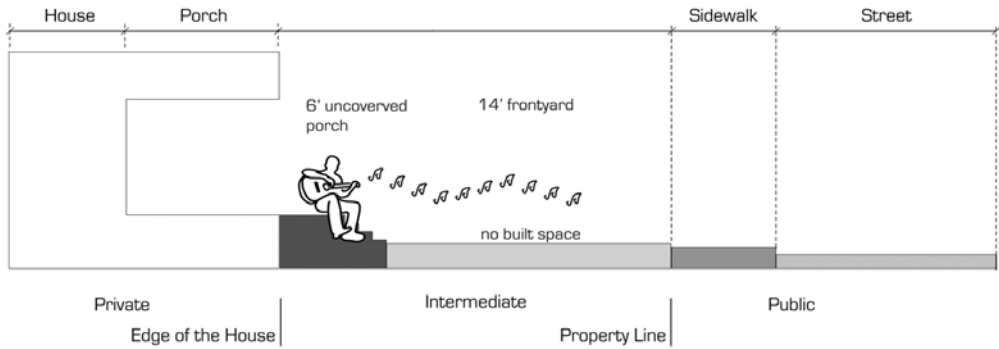 House
Porch
Sidewalk
Street
6' uncoverved
porch
14' frontyard
no built space
Private
Intermediate
Public
Edge of the House
Property Line